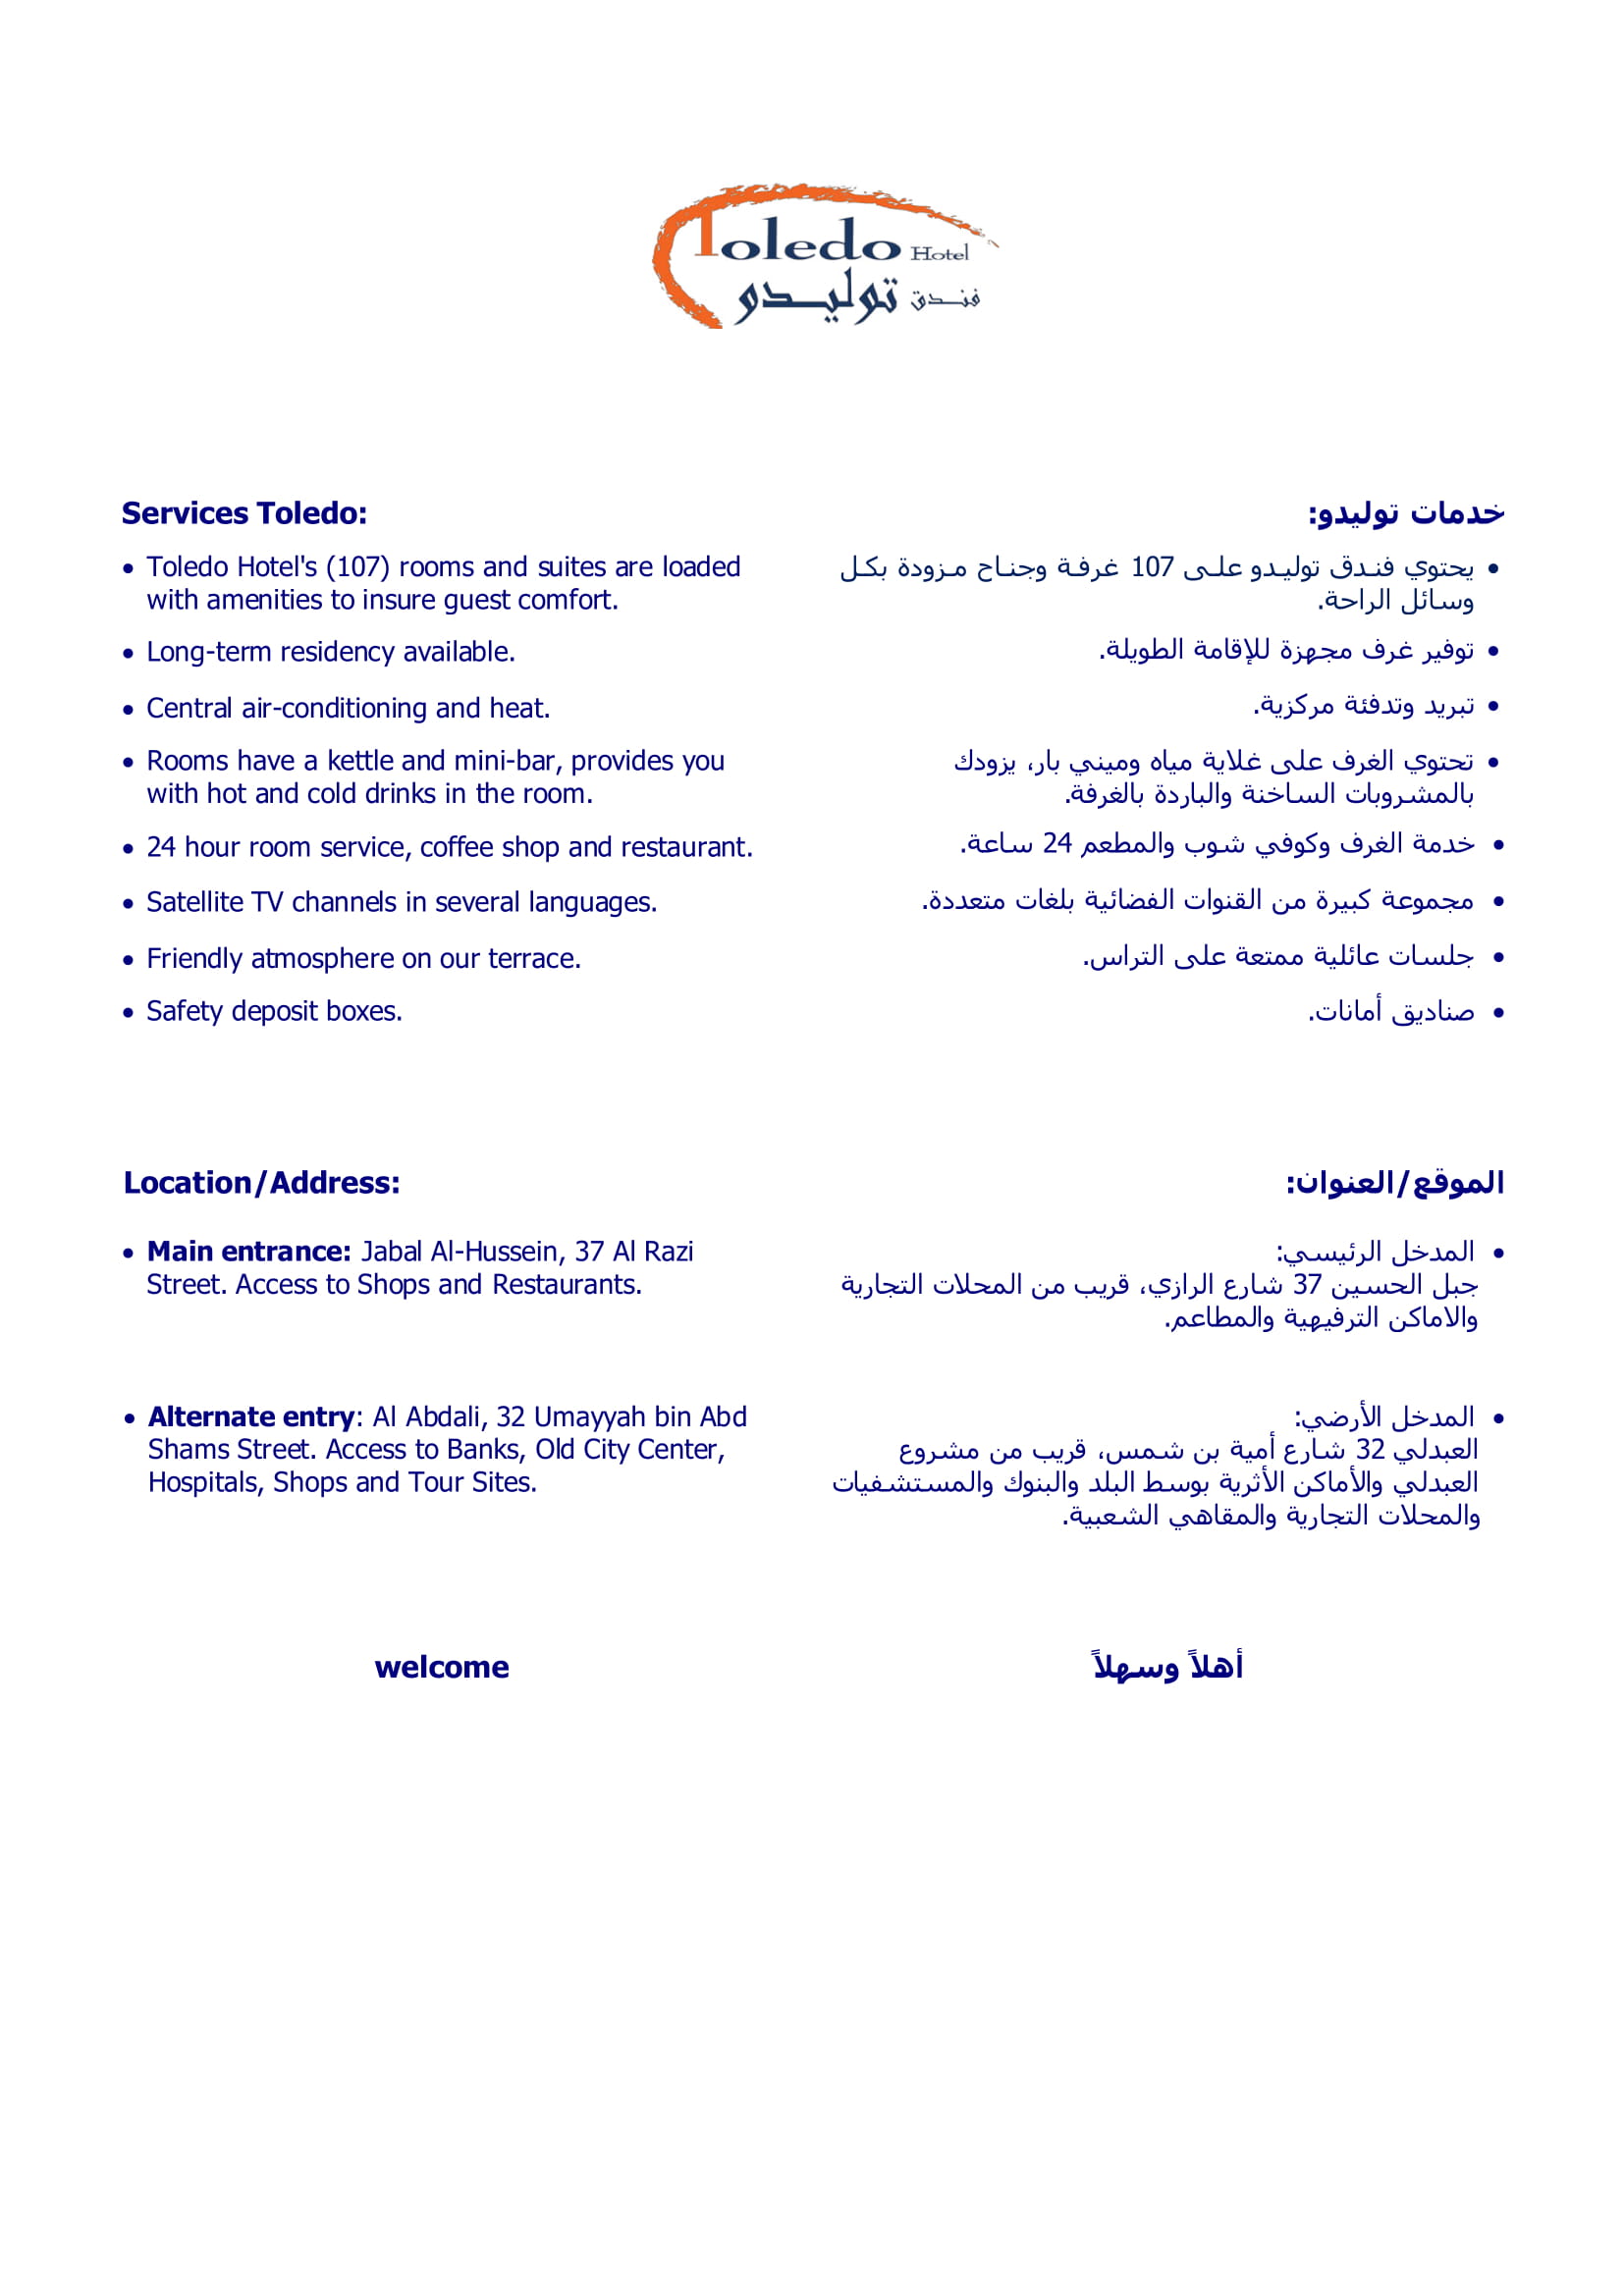 Toledo Hotel
فندق توليدو
Services Toledo:
• Toledo Hotel's (107) rooms and suites are loaded
with amenities to insure guest comfort.
• Long-term residency available.
• Central air-conditioning and heat.
• Rooms have a kettle and mini-bar, provides you
with hot and cold drinks in the room.
• 24 hour room service, coffee shop and restaurant.
• Satellite TV channels in several languages.
• Friendly atmosphere on our terrace.
• Safety deposit boxes.
خدمات توليدو:
• يحتوي فندق توليدو على 107 غرفة وجناح مزودة بكل
وسائل الراحة.
• توفير غرف مجهزة للإقامة الطويلة.
• تبريد وتدفئة مركزية.
• تحتوي الغرف على غلاية مياه وميني بار، يزودك
بالمشروبات الساخنة والباردة بالغرفة.
• خدمة الغرف وكوفي شوب والمطعم 24 ساعة.
• مجموعة كبيرة من القنوات الفضائية بلغات متعددة.
• جلسات عائلية ممتعة على التراس.
• صناديق أمانات.
Location/Address:
• Main entrance: Jabal Al-Hussein, 37 Al Razi
Street. Access to Shops and Restaurants.
• Alternate entry: Al Abdali, 32 Umayyah bin Abd
Shams Street. Access to Banks, Old City Center,
Hospitals, Shops and Tour Sites.
الموقع/العنوان:
• المدخل الرئيسي:
جبل الحسين 37 شارع الرازي، قريب من المحلات التجارية
والاماكن الترفيهية والمطاعم.
• المدخل الأرضي:
العبدلي 32 شارع أمية بن شمس، قريب من مشروع
العبدلي والأماكن الأثرية بوسط البلد والبنوك والمستشفيات
والمحلات التجارية والمقاهي الشعبية.
welcome
أهلاً وسهلاً